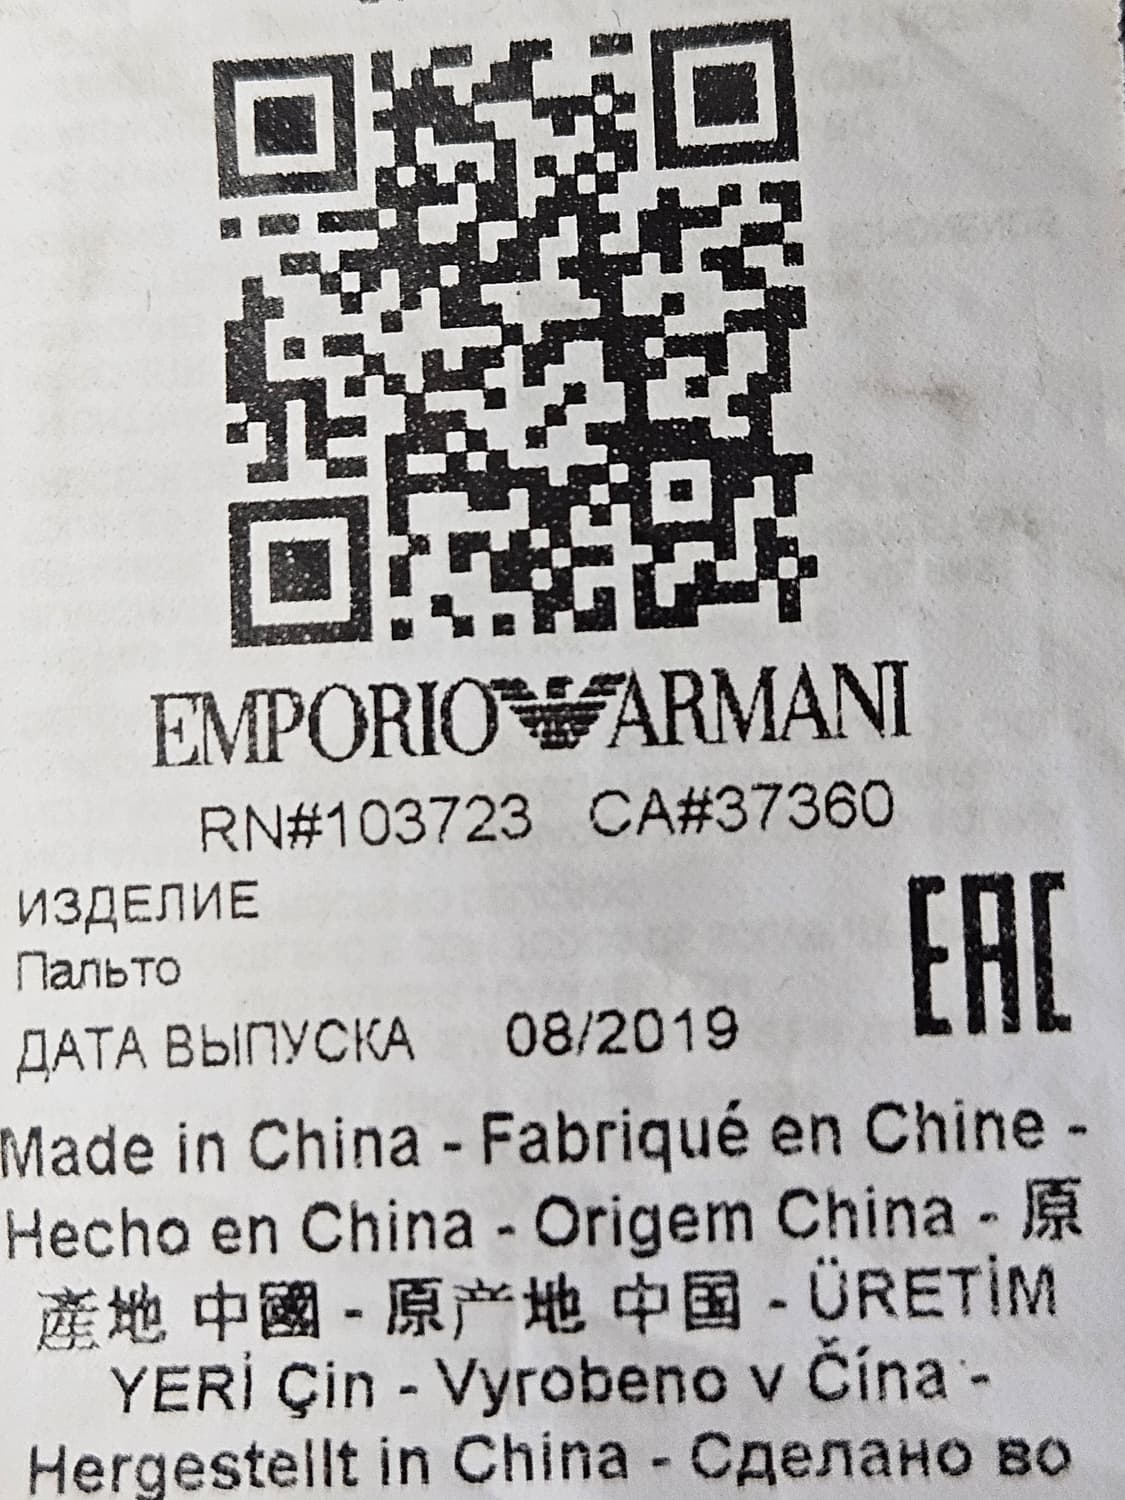 EMPORIO ARMANI
RN#103723 CA#37360
ИЗДЕЛИЕ
Пальто
EAC
ДАТА ВЫПУСКА 08/2019
Made in China - Fabriqué en Chine -
Hecho en China - Origem China - 原
產地 中國 - 原产地 中国 - ÜRETİM
YERİ Çin - Vyrobeno v Čína -
Hergestellt in China - Сделано во